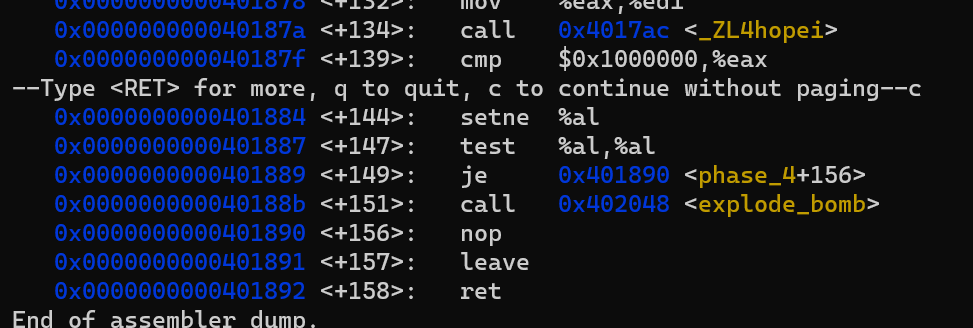 0x0000000000401878 <+132>: mov %eax,%edi
0x000000000040187a <+134>: call 0x4017ac <_ZL4hopei>
0x000000000040187f <+139>: cmp $0x1000000,%eax
--Type <RET> for more, q to quit, c to continue without paging--c
0x0000000000401884 <+144>: setne %al
0x0000000000401887 <+147>: test %al,%al
0x0000000000401889 <+149>: je 0x401890 <phase_4+156>
0x000000000040188b <+151>: call 0x402048 <explode_bomb>
0x0000000000401890 <+156>: nop
0x0000000000401891 <+157>: leave
0x0000000000401892 <+158>: ret
End of assembler dump.